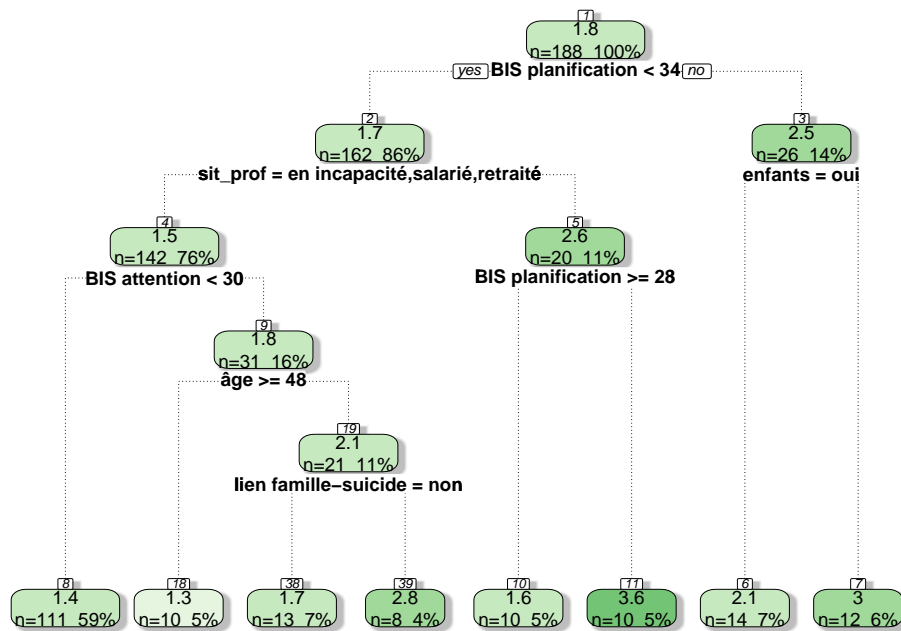 1
1.8
n=188 100%
yes BIS planification < 34 no
2
1.7
n=162 86%
sit_prof = en incapacité,salarié,retraité
3
2.5
n=26 14%
enfants = oui
4
1.5
n=142 76%
BIS attention < 30
5
2.6
n=20 11%
BIS planification >= 28
9
1.8
n=31 16%
âge >= 48
19
2.1
n=21 11%
lien famille−suicide = non
8
1.4
n=111 59%
18
1.3
n=10 5%
38
1.7
n=13 7%
39
2.8
n=8 4%
10
1.6
n=10 5%
11
3.6
n=10 5%
6
2.1
n=14 7%
7
3
n=12 6%